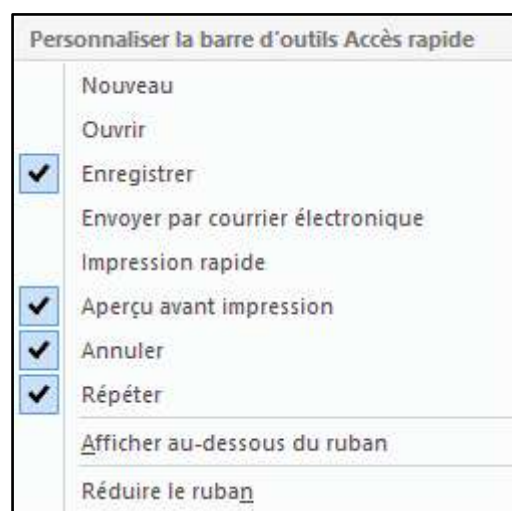 Personnaliser la barre d'outils Accès rapide
Nouveau
Ouvrir
Enregistrer
Envoyer par courrier électronique
Impression rapide
Aperçu avant impression
Annuler
Répéter
Afficher au-dessous du ruban
Réduire le ruban